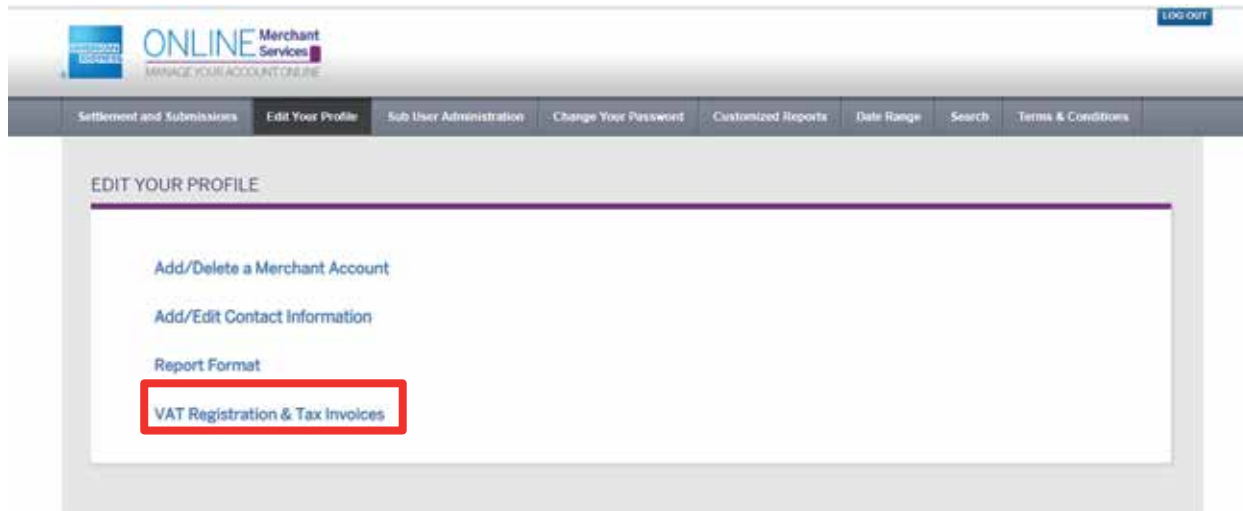 LOG OUT
AMERICAN EXPRESS
ONLINE Merchant Services
MANAGE YOUR ACCOUNT ONLINE
Settlement and Submissions Edit Your Profile Sub User Administration Change Your Password Customized Reports Date Range Search Terms & Conditions
EDIT YOUR PROFILE
Add/Delete a Merchant Account
Add/Edit Contact Information
Report Format
VAT Registration & Tax Invoices